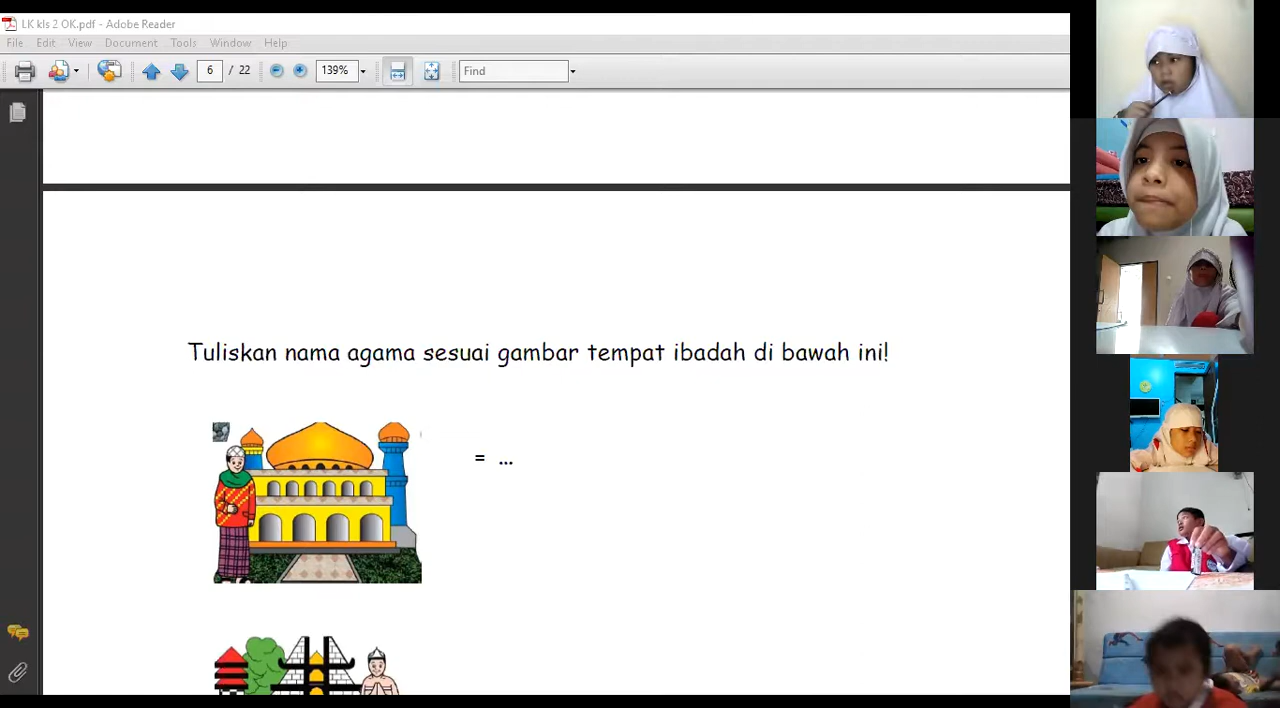 LK kls 2 OK.pdf - Adobe Reader
File Edit View Document Tools Window Help
6 / 22 139% Find
Tuliskan nama agama sesuai gambar tempat ibadah di bawah ini!
= ...